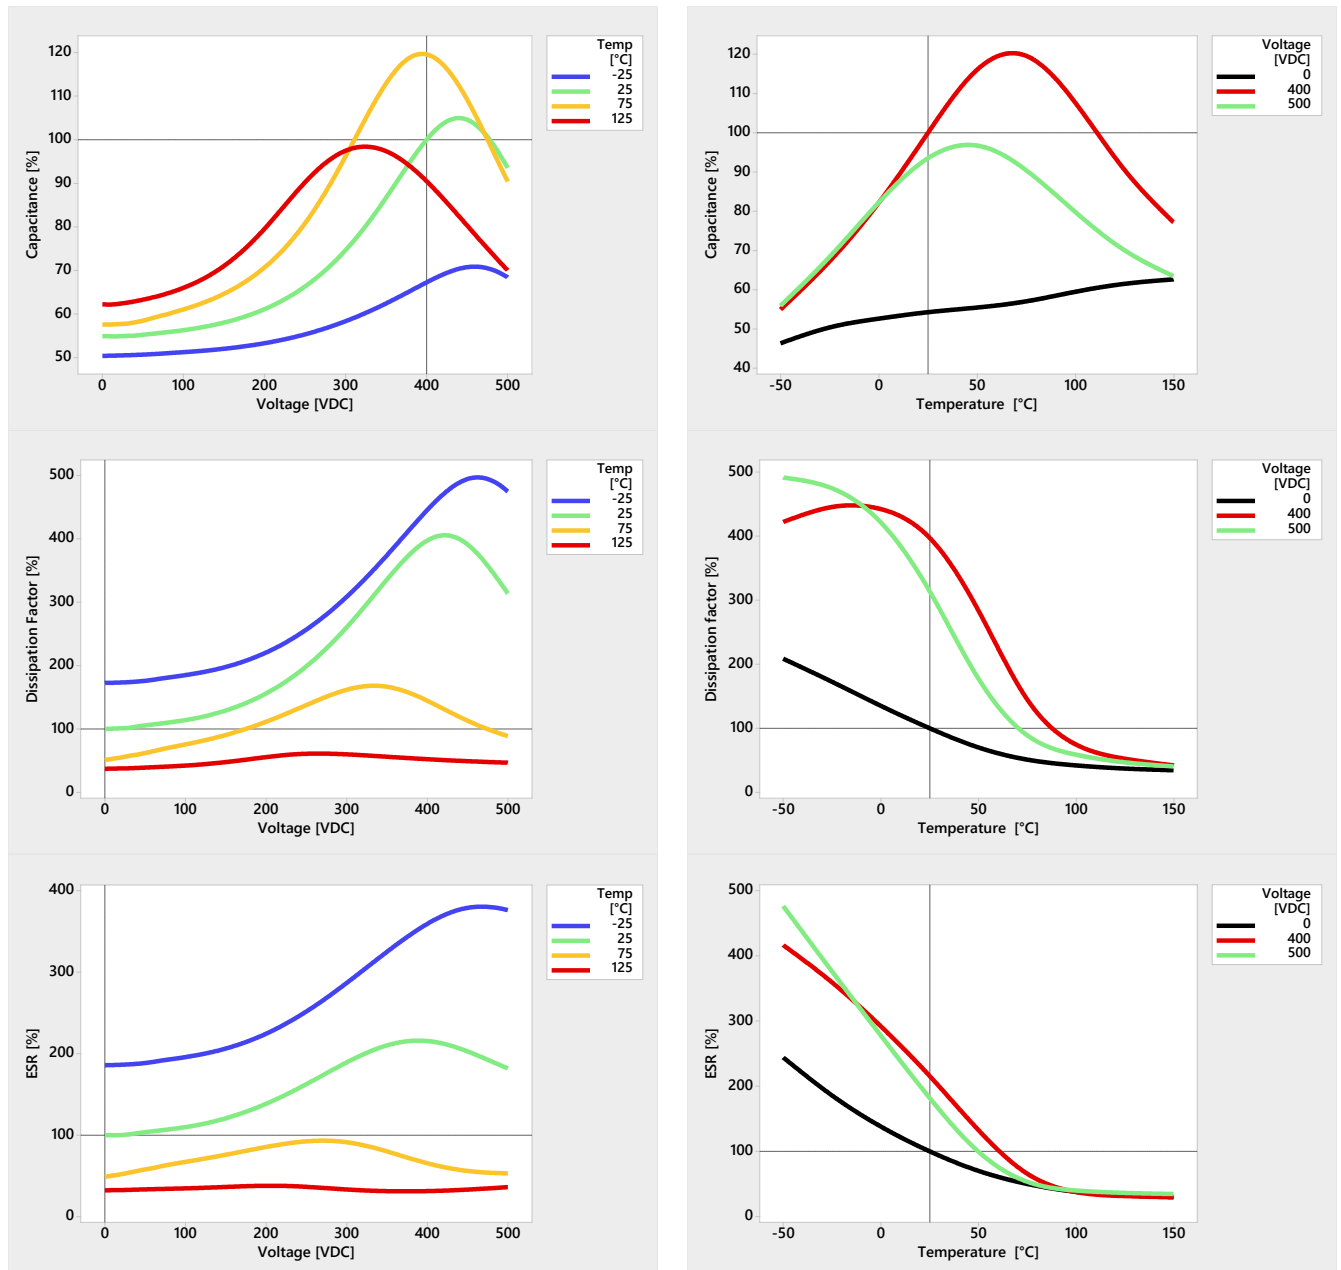 120
110
100
90
80
70
60
50
Capacitance [%]
0 100 200 300 400 500
Voltage [VDC]
Temp
[°C]
-25
25
75
125
120
110
100
90
80
70
60
50
40
Capacitance [%]
-50 0 50 100 150
Temperature [°C]
Voltage
[VDC]
0
400
500
500
400
300
200
100
0
Dissipation Factor [%]
0 100 200 300 400 500
Voltage [VDC]
Temp
[°C]
-25
25
75
125
500
400
300
200
100
0
Dissipation factor [%]
-50 0 50 100 150
Temperature [°C]
Voltage
[VDC]
0
400
500
400
300
200
100
0
ESR [%]
0 100 200 300 400 500
Voltage [VDC]
Temp
[°C]
-25
25
75
125
500
400
300
200
100
0
ESR [%]
-50 0 50 100 150
Temperature [°C]
Voltage
[VDC]
0
400
500